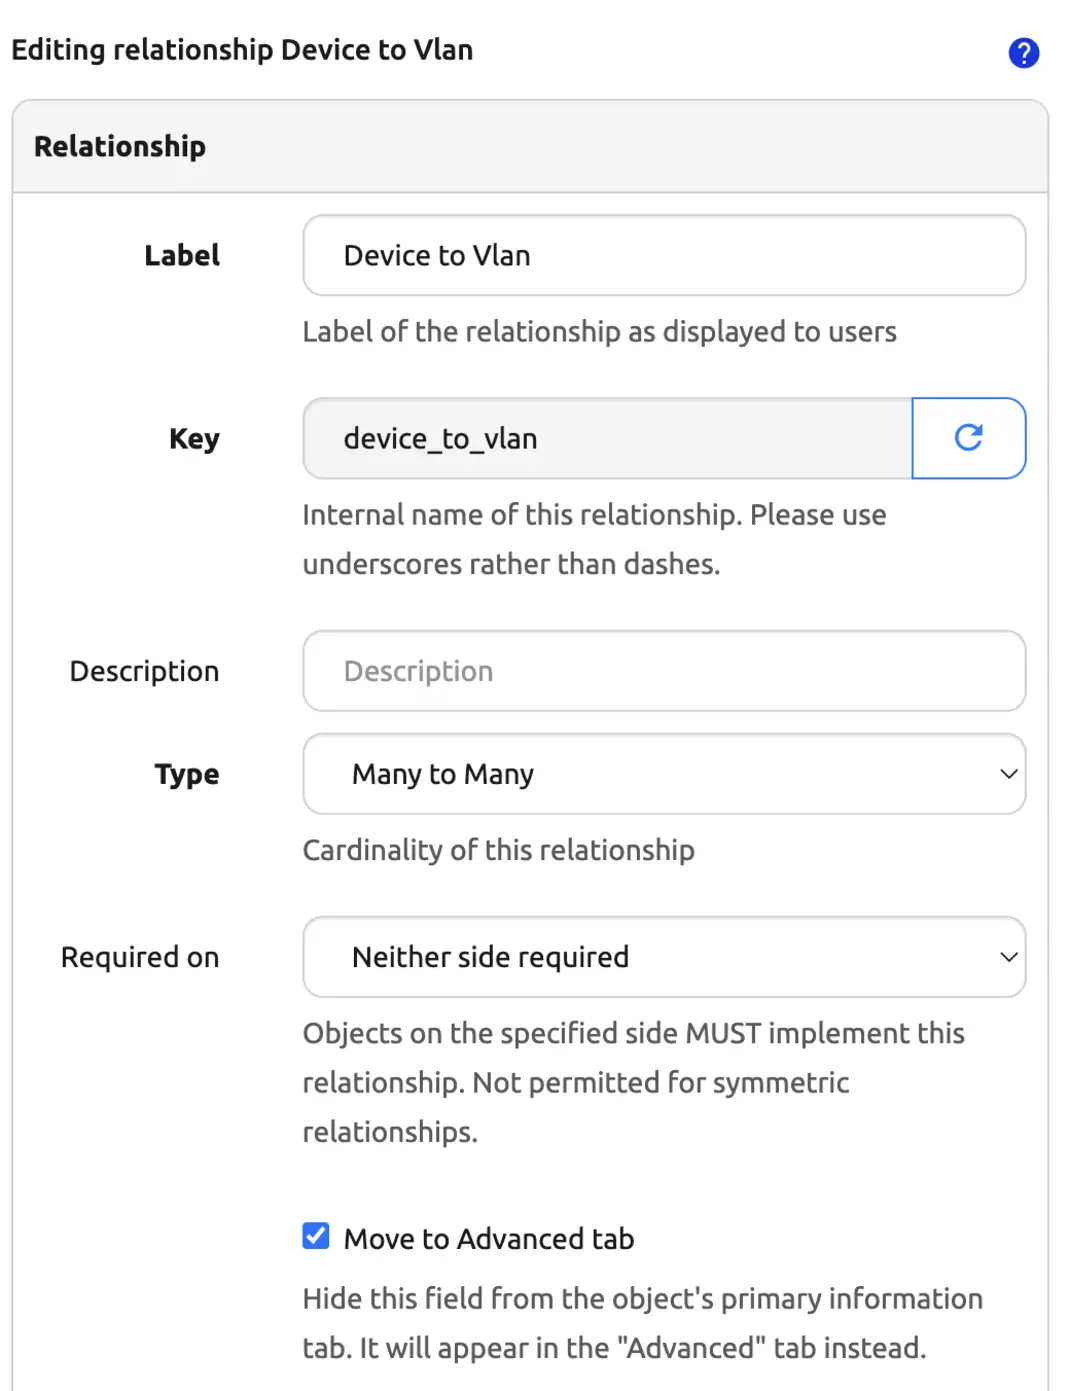 Editing relationship Device to Vlan
?
Relationship
Label
Device to Vlan
Label of the relationship as displayed to users
Key
device_to_vlan
Internal name of this relationship. Please use
underscores rather than dashes.
Description
Description
Type
Many to Many
Cardinality of this relationship
Required on
Neither side required
Objects on the specified side MUST implement this
relationship. Not permitted for symmetric
relationships.
Move to Advanced tab
Hide this field from the object's primary information
tab. It will appear in the "Advanced" tab instead.